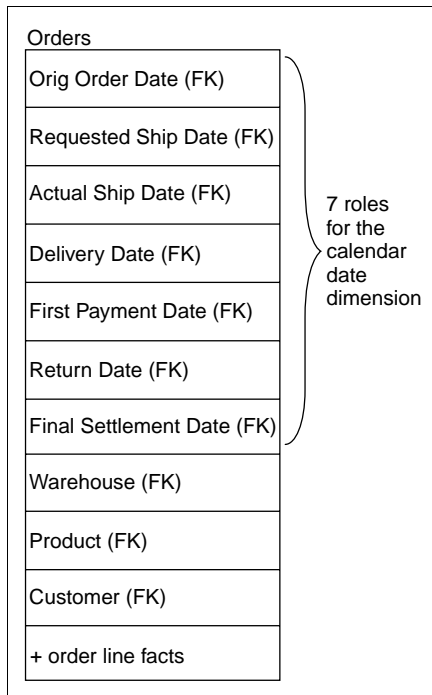 Orders
Orig Order Date (FK)
Requested Ship Date (FK)
Actual Ship Date (FK)
Delivery Date (FK)
First Payment Date (FK)
Return Date (FK)
Final Settlement Date (FK)
Warehouse (FK)
Product (FK)
Customer (FK)
+ order line facts
7 roles
for the
calendar
date
dimension